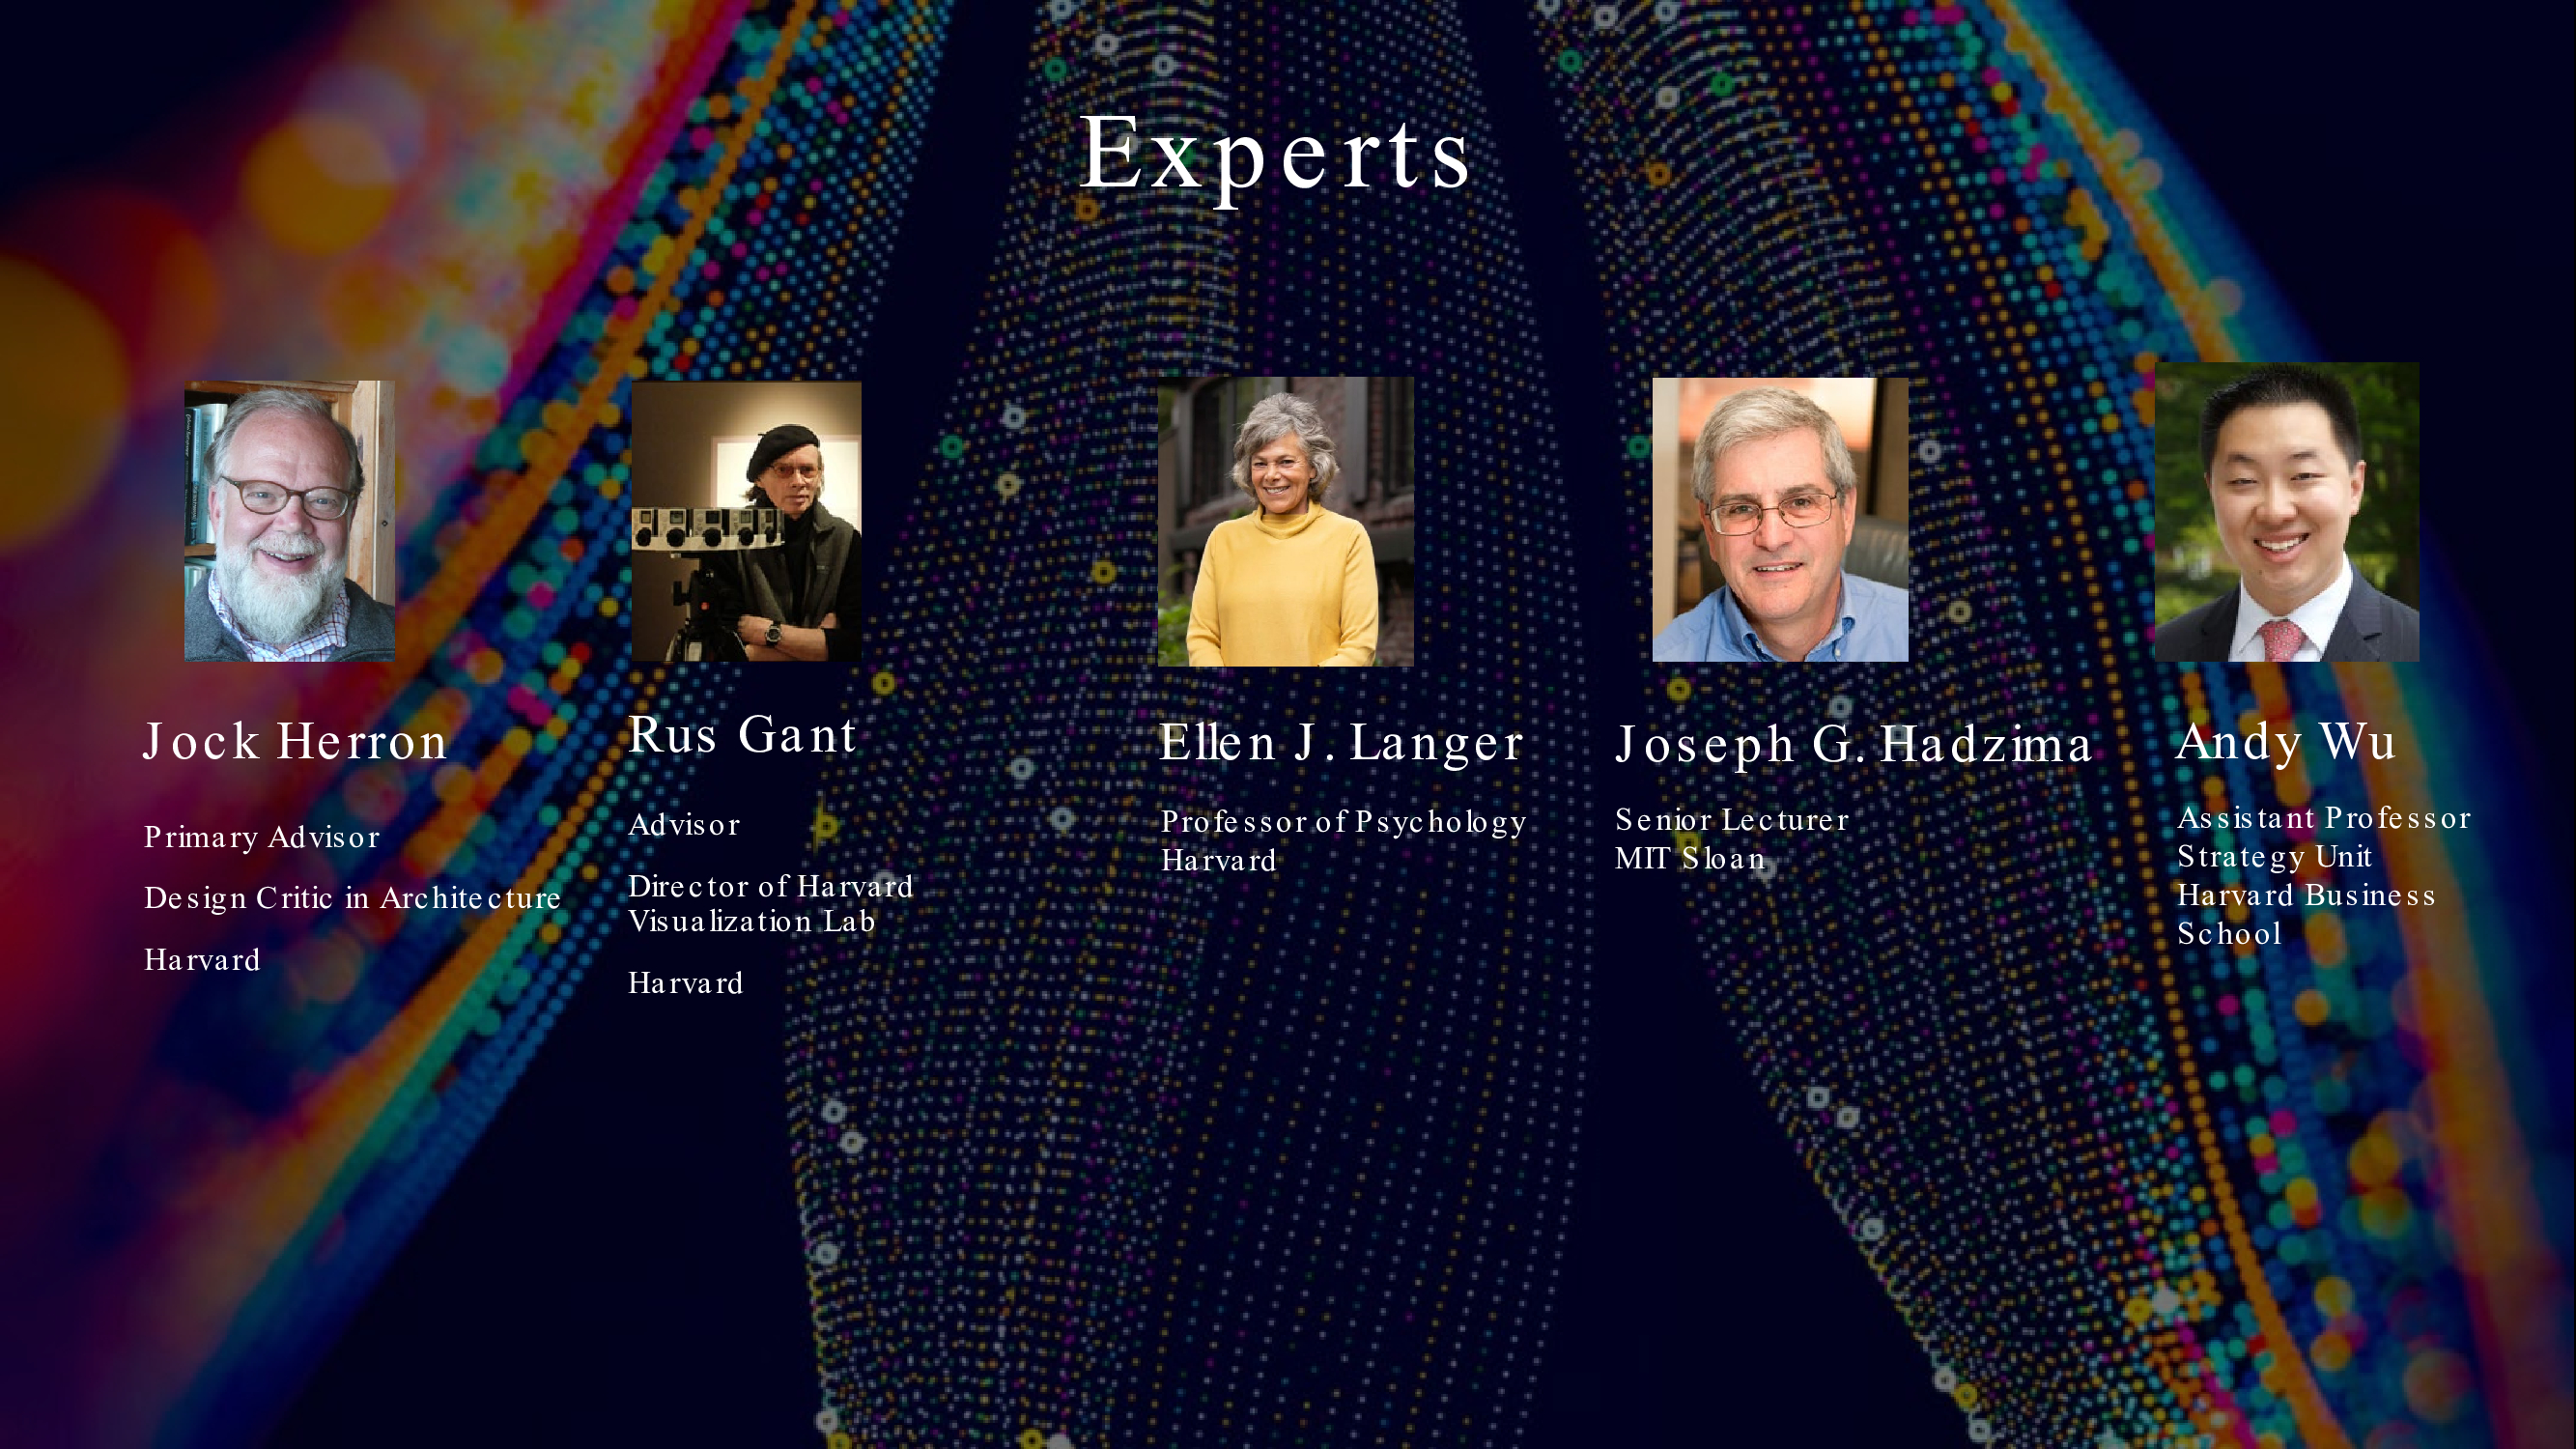 Experts
Jock Herron
Primary Advisor
Design Critic in Architecture
Harvard
Rus Gant
Advisor
Director of Harvard
Visualization Lab
Harvard
Ellen J. Langer
Professor of Psychology
Harvard
Joseph G. Hadzima
Senior Lecturer
MIT Sloan
Andy Wu
Assistant Professor
Strategy Unit
Harvard Business
School